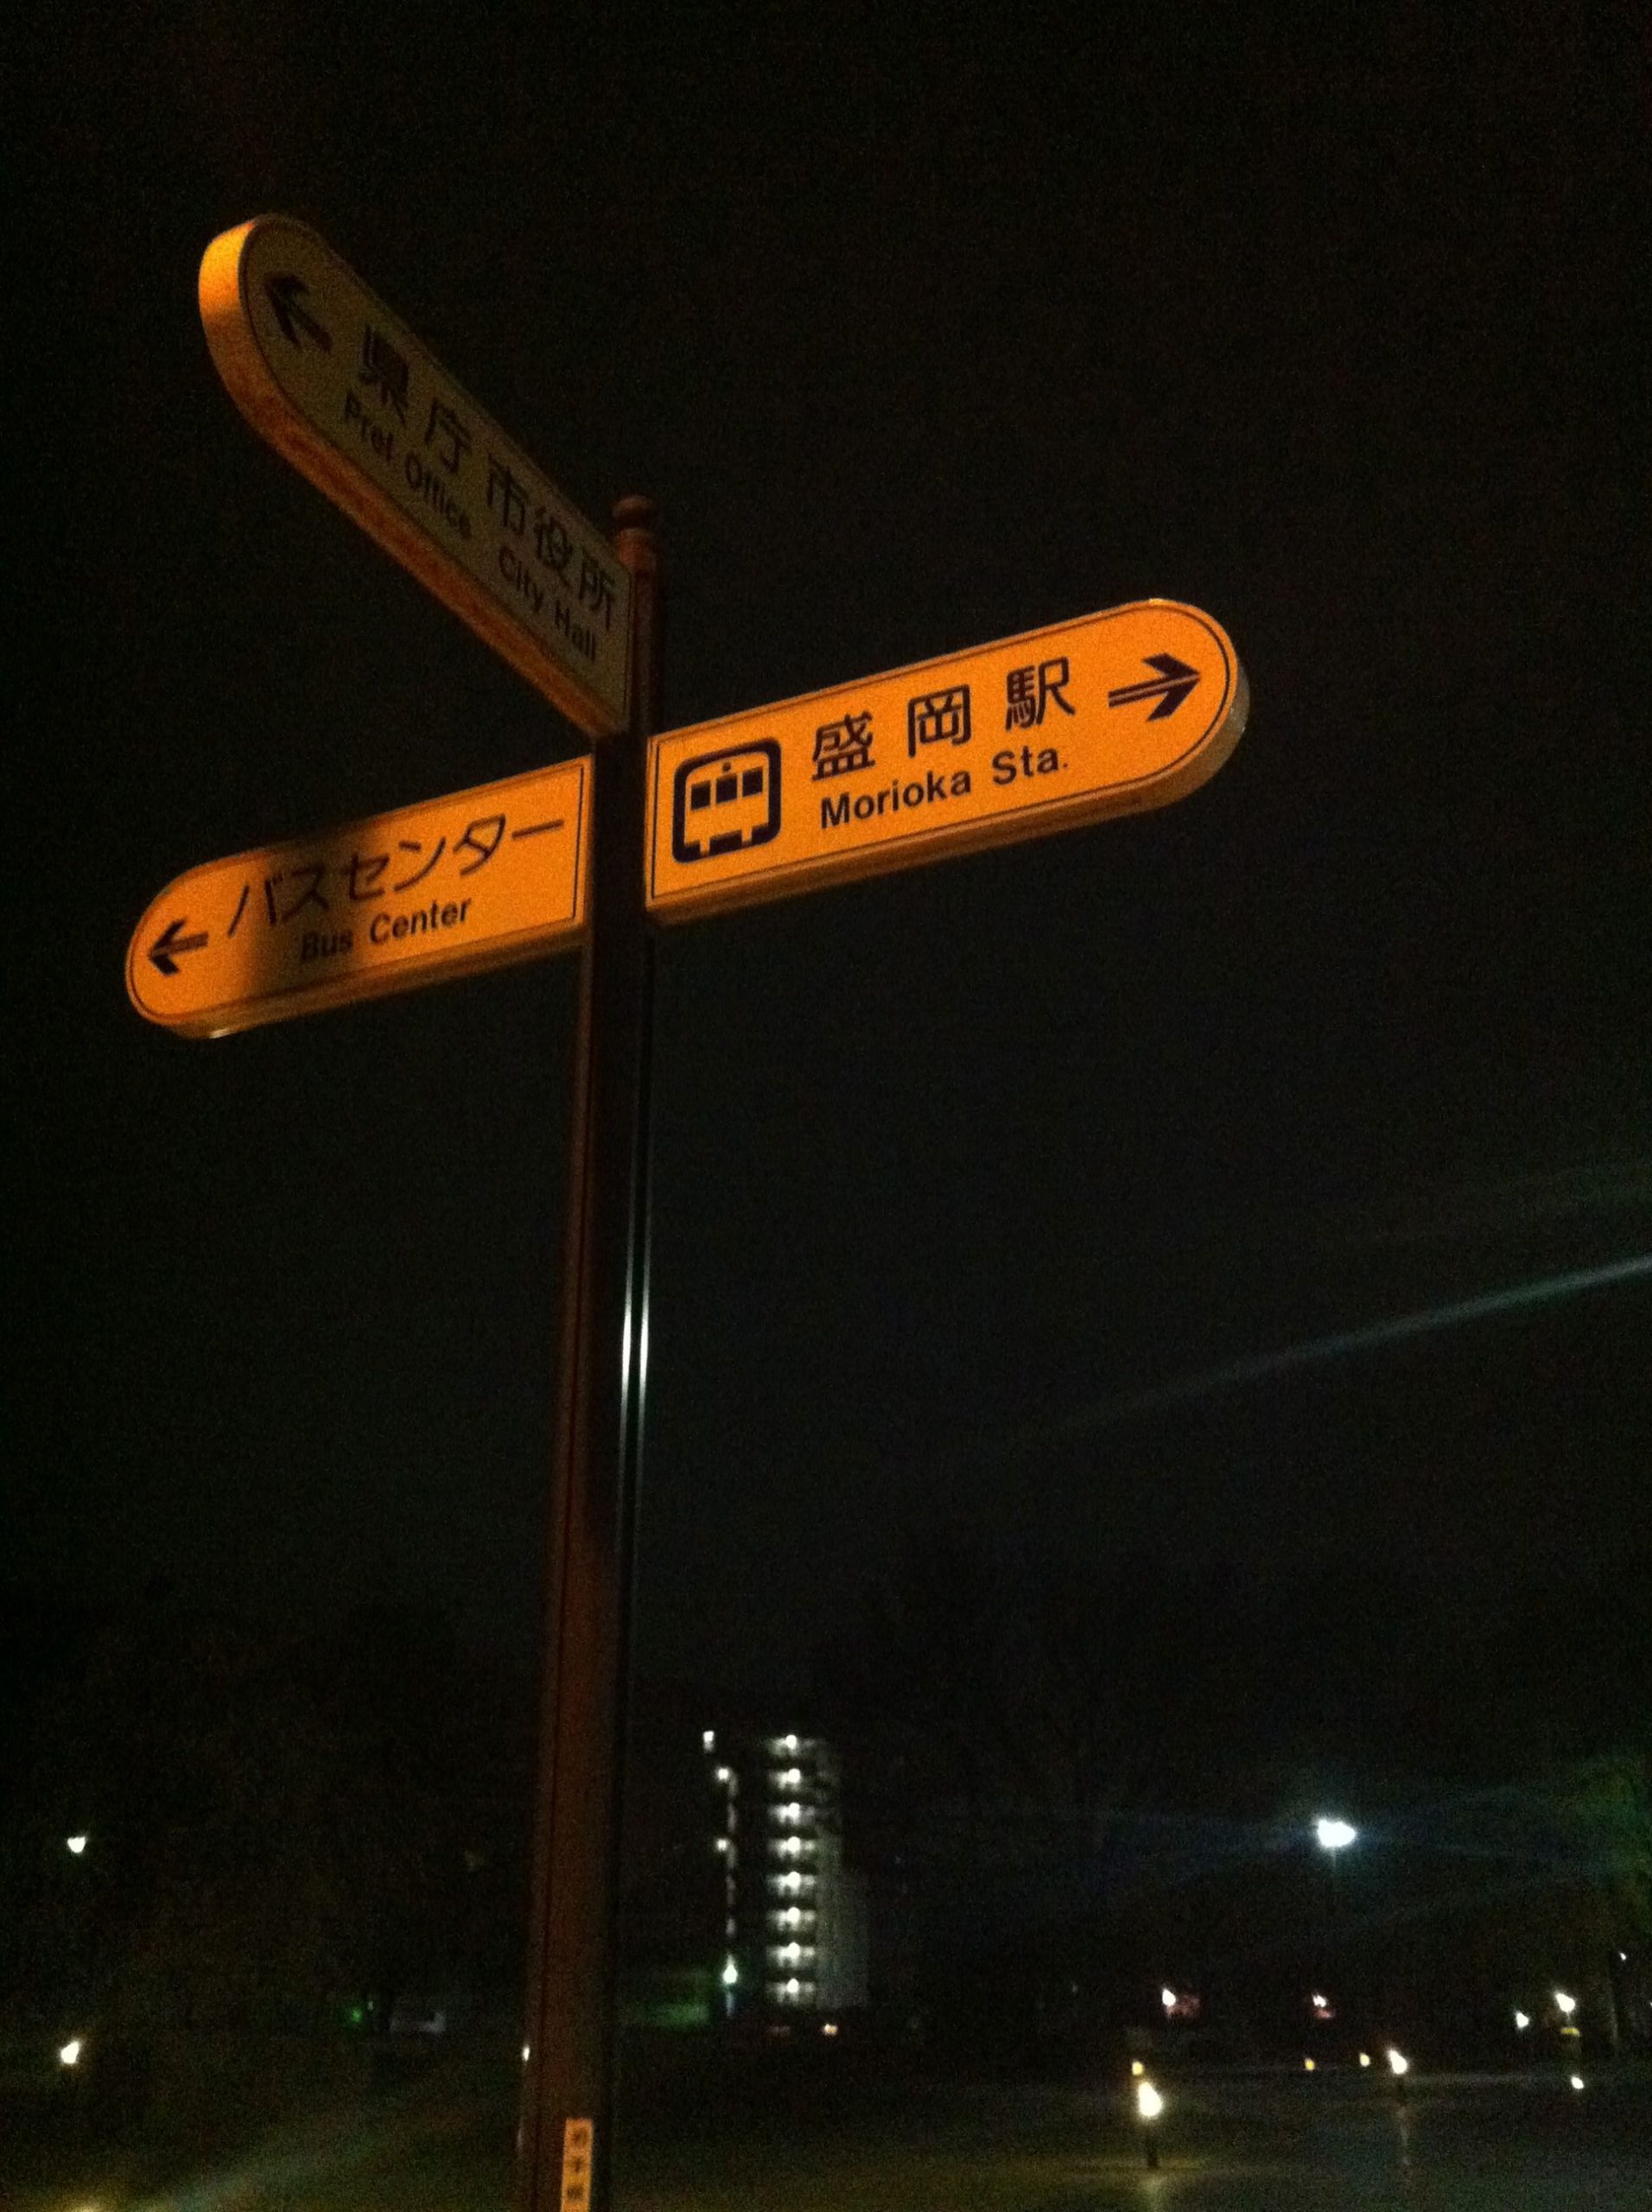 県庁 市役所
Pref. Office City Hall
盛岡駅
Morioka Sta.
バスセンター
Bus Center